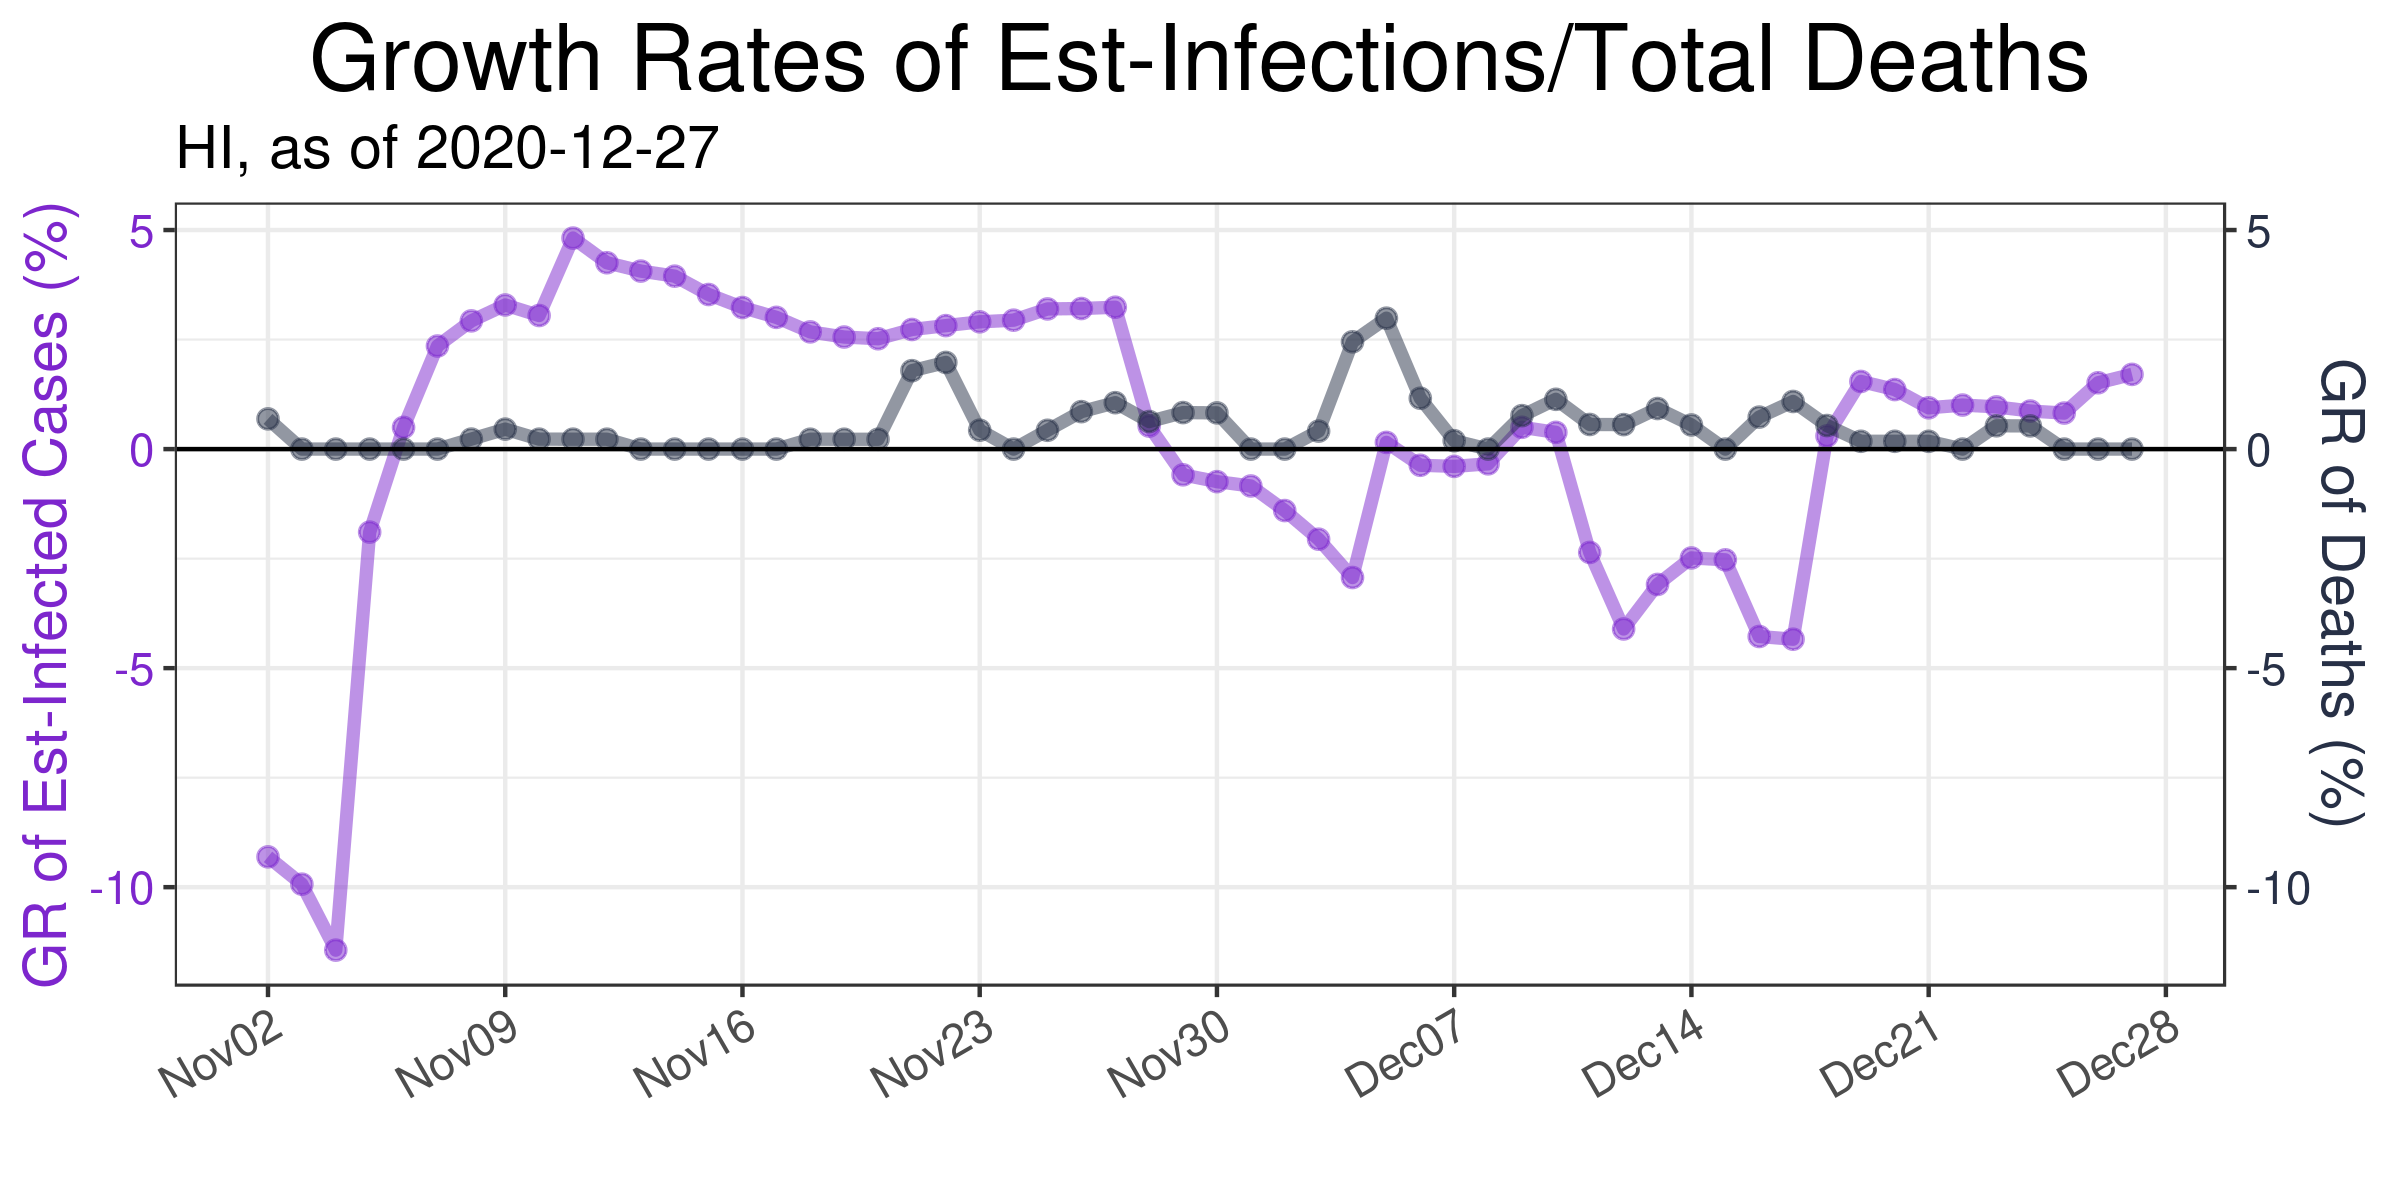 Growth Rates of Est-Infections/Total Deaths
HI, as of 2020-12-27
GR of Est-Infected Cases (%)
5
0
-5
-10
5
0
-5
-10
GR of Deaths (%)
Nov02
Nov09
Nov16
Nov23
Nov30
Dec07
Dec14
Dec21
Dec28